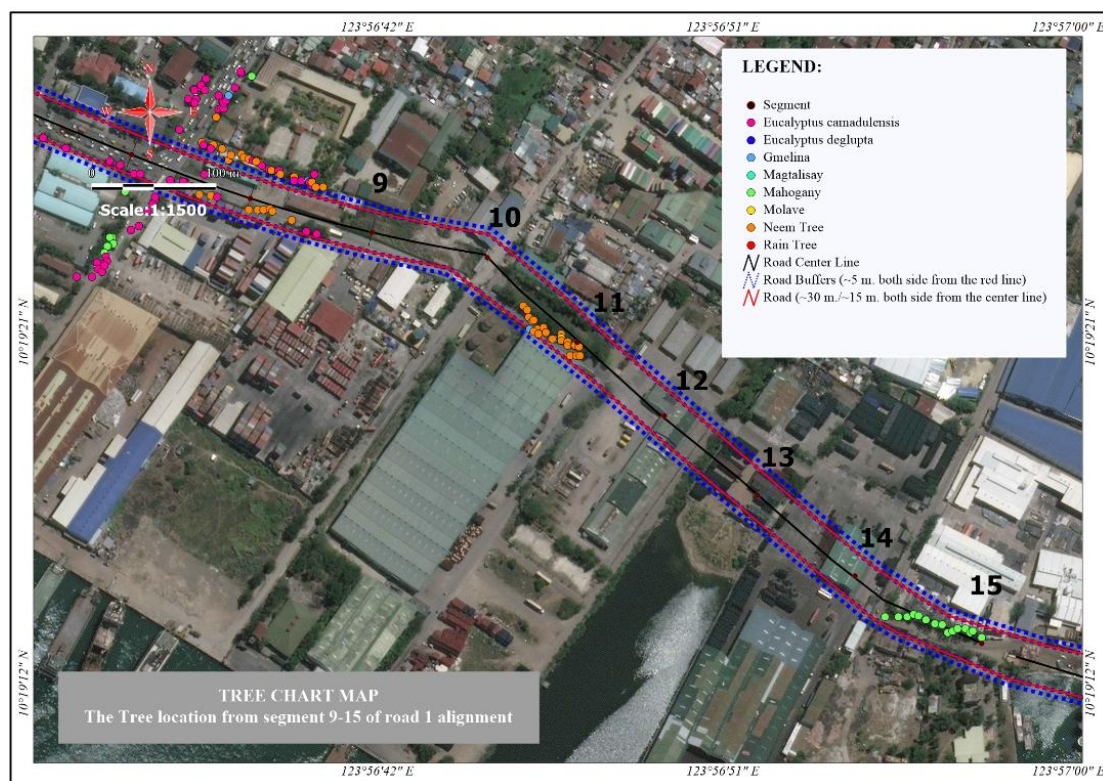 123°56'42" E
123°56'51" E
123°57'00" E
LEGEND:
Segment
Eucalyptus camadulensis
Eucalyptus deglupta
Gmelina
Magtalisay
Mahogany
Molave
Neem Tree
Rain Tree
Road Center Line
Road Buffers (~5 m. both side from the red line)
Road (~30 m./~15 m. both side from the center line)
N
W
E
S
0
100 m
Scale:1:1500
9
10
11
12
13
14
15
10°19'21" N
10°19'21" N
10°19'12" N
10°19'12" N
TREE CHART MAP
The Tree location from segment 9-15 of road 1 alignment
123°56'42" E
123°56'51" E
123°57'00" E